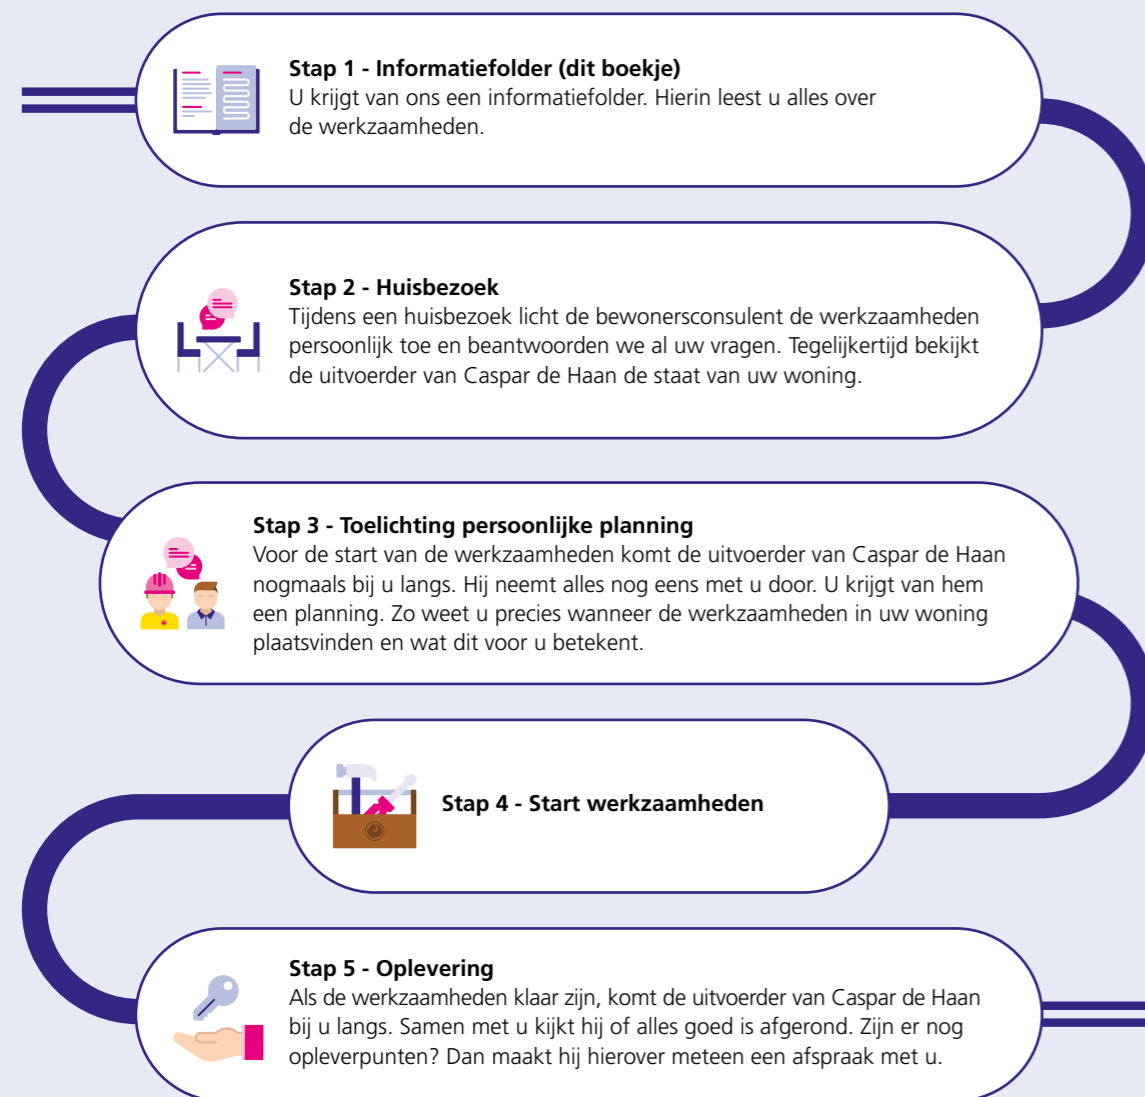 Stap 1 - Informatiefolder (dit boekje)
U krijgt van ons een informatiefolder. Hierin leest u alles over
de werkzaamheden.
Stap 2 - Huisbezoek
Tijdens een huisbezoek licht de bewonersconsulent de werkzaamheden
persoonlijk toe en beantwoorden we al uw vragen. Tegelijkertijd bekijkt
de uitvoerder van Caspar de Haan de staat van uw woning.
Stap 3 - Toelichting persoonlijke planning
Voor de start van de werkzaamheden komt de uitvoerder van Caspar de Haan
nogmaals bij u langs. Hij neemt alles nog eens met u door. U krijgt van hem
een planning. Zo weet u precies wanneer de werkzaamheden in uw woning
plaatsvinden en wat dit voor u betekent.
Stap 4 - Start werkzaamheden
Stap 5 - Oplevering
Als de werkzaamheden klaar zijn, komt de uitvoerder van Caspar de Haan
bij u langs. Samen met u kijkt hij of alles goed is afgerond. Zijn er nog
opleverpunten? Dan maakt hij hierover meteen een afspraak met u.